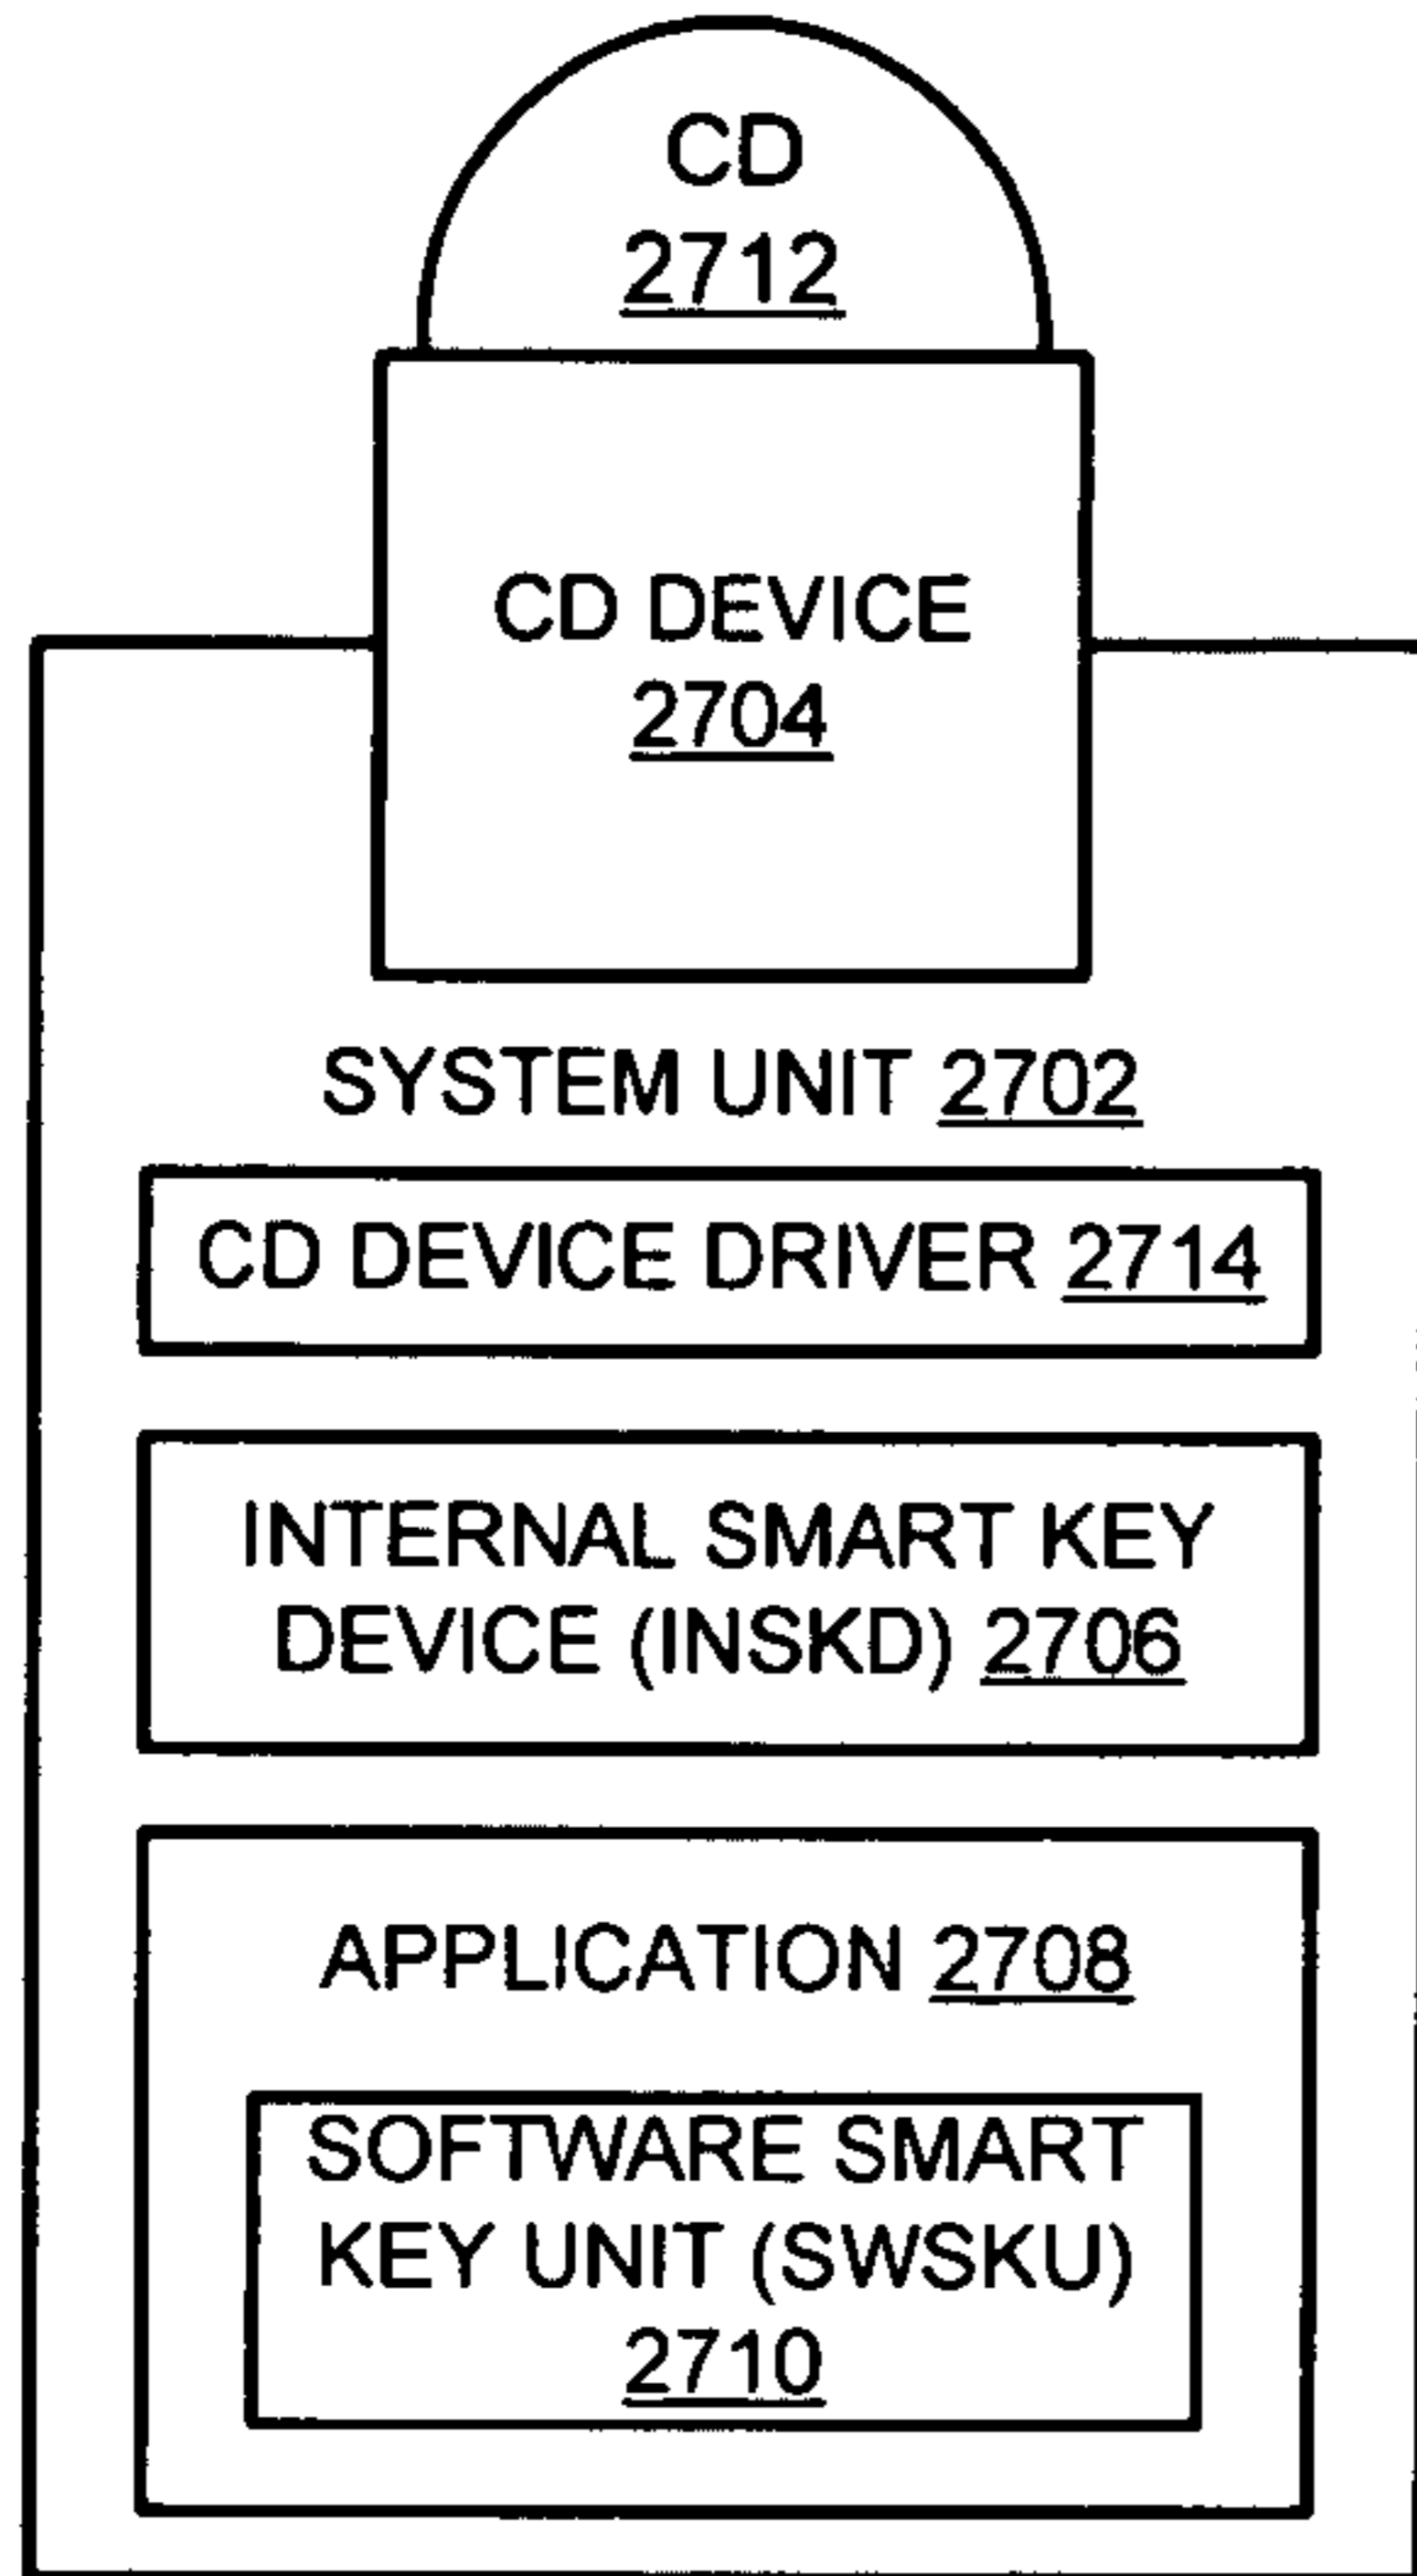 CD
2712
CD DEVICE
2704
SYSTEM UNIT 2702
CD DEVICE DRIVER 2714
INTERNAL SMART KEY
DEVICE (INSKD) 2706
APPLICATION 2708
SOFTWARE SMART
KEY UNIT (SWSKU)
2710